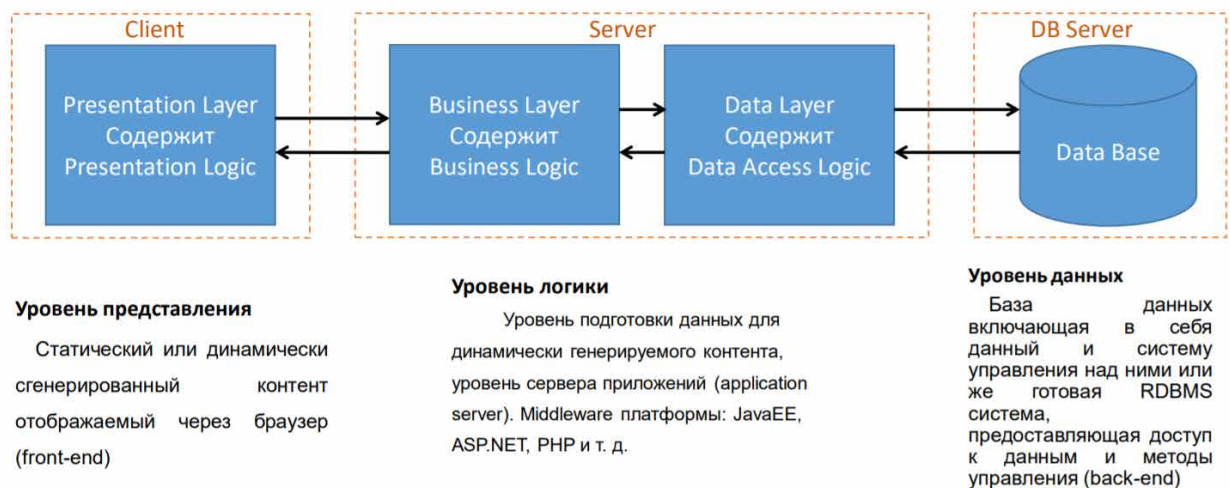 Client
Server
DB Server
Presentation Layer
Содержит
Presentation Logic
Business Layer
Содержит
Business Logic
Data Layer
Содержит
Data Access Logic
Data Base
Уровень представления
Статический или динамически
сгенерированный контент
отображаемый через браузер
(front-end)
Уровень логики
Уровень подготовки данных для
динамически генерируемого контента,
уровень сервера приложений (application
server). Middleware платформы: JavaEE,
ASP.NET, PHP и т. д.
Уровень данных
База данных
включающая в себя
данный и систему
управления над ними или
же готовая RDBMS
система,
предоставляющая доступ
к данным и методы
управления (back-end)